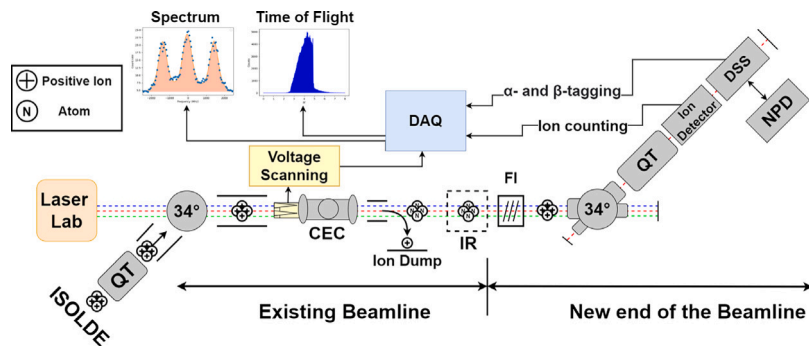 Spectrum
Time of Flight
Positive Ion
N Atom
DAQ
α- and β-tagging
Ion counting
DSS
Ion
Detector
NPD
QT
Voltage
Scanning
Laser
Lab
34°
CEC
Ion Dump
N N
N
IR
FI
34°
QT
ISOLDE
Existing Beamline
New end of the Beamline